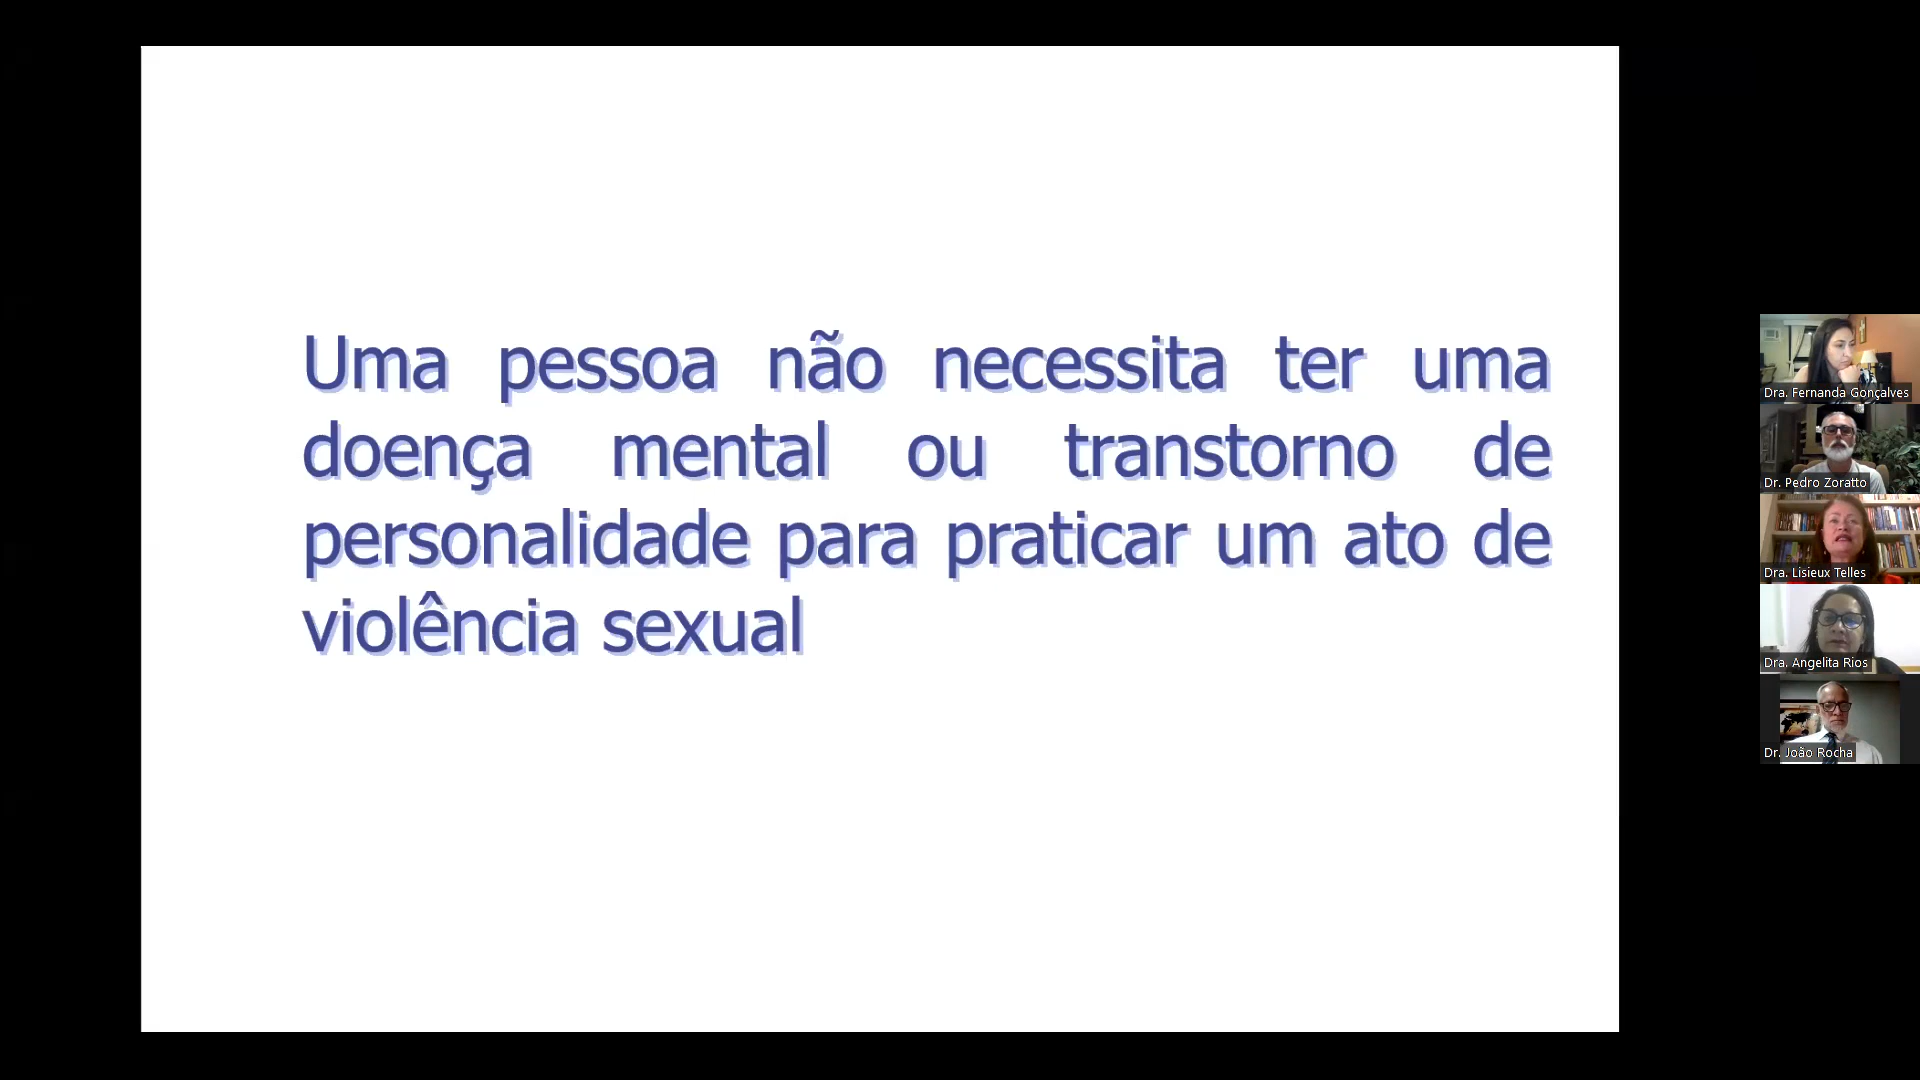 Uma pessoa não necessita ter uma
doença mental ou transtorno de
personalidade para praticar um ato de
violência sexual
Dra. Fernanda Gonçalves
Dr. Pedro Zoratto
Dra. Lisieux Telles
Dra. Angelita Rios
Dr. João Rocha